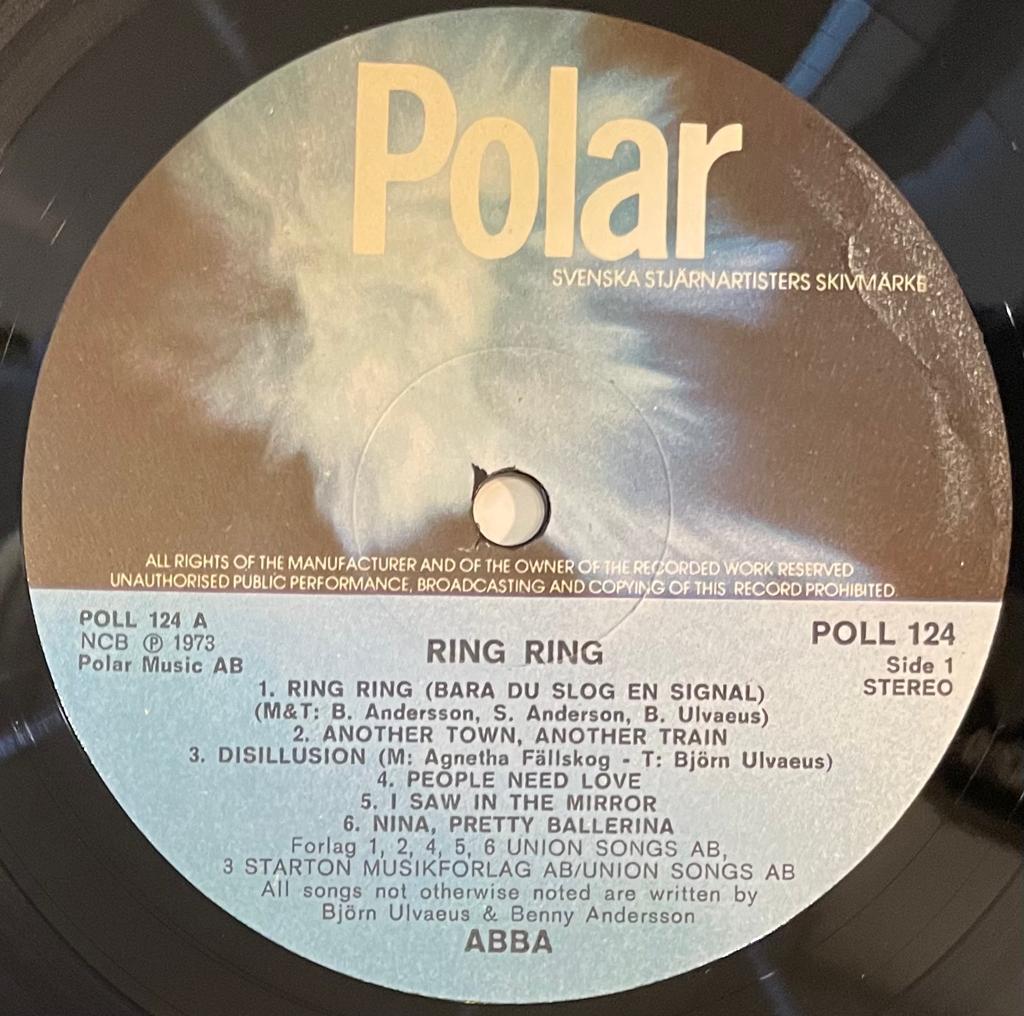 Polar
SVENSKA STJÄRNARTISTERS SKIVMÄRKE
ALL RIGHTS OF THE MANUFACTURER AND OF THE OWNER OF THE RECORDED WORK RESERVED
UNAUTHORISED PUBLIC PERFORMANCE, BROADCASTING AND COPYING OF THIS RECORD PROHIBITED.
POLL 124 A
NCB ℗ 1973
Polar Music AB
POLL 124
Side 1
STEREO
RING RING
1. RING RING (BARA DU SLOG EN SIGNAL)
(M&T: B. Andersson, S. Anderson, B. Ulvaeus)
2. ANOTHER TOWN, ANOTHER TRAIN
3. DISILLUSION (M: Agnetha Fällskog - T: Björn Ulvaeus)
4. PEOPLE NEED LOVE
5. I SAW IN THE MIRROR
6. NINA, PRETTY BALLERINA
Forlag 1, 2, 4, 5, 6 UNION SONGS AB,
3 STARTON MUSIKFORLAG AB/UNION SONGS AB
All songs not otherwise noted are written by
Björn Ulvaeus & Benny Andersson
ABBA